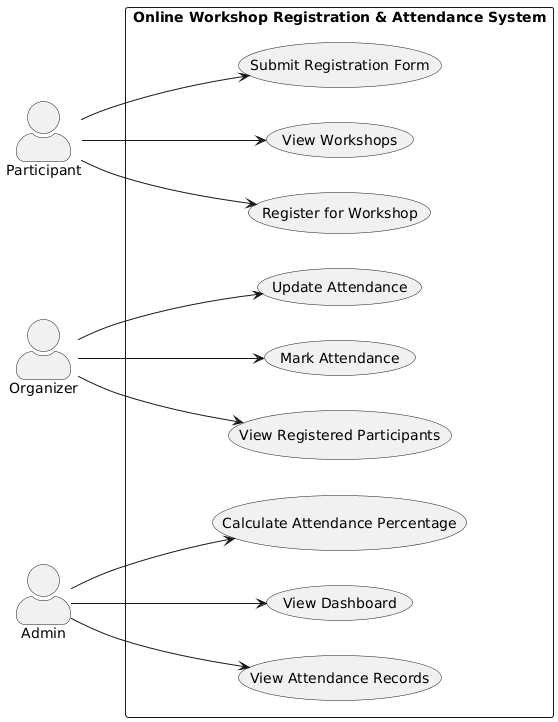 Online Workshop Registration & Attendance System
Submit Registration Form
View Workshops
Participant
Register for Workshop
Update Attendance
Mark Attendance
Organizer
View Registered Participants
Calculate Attendance Percentage
View Dashboard
Admin
View Attendance Records